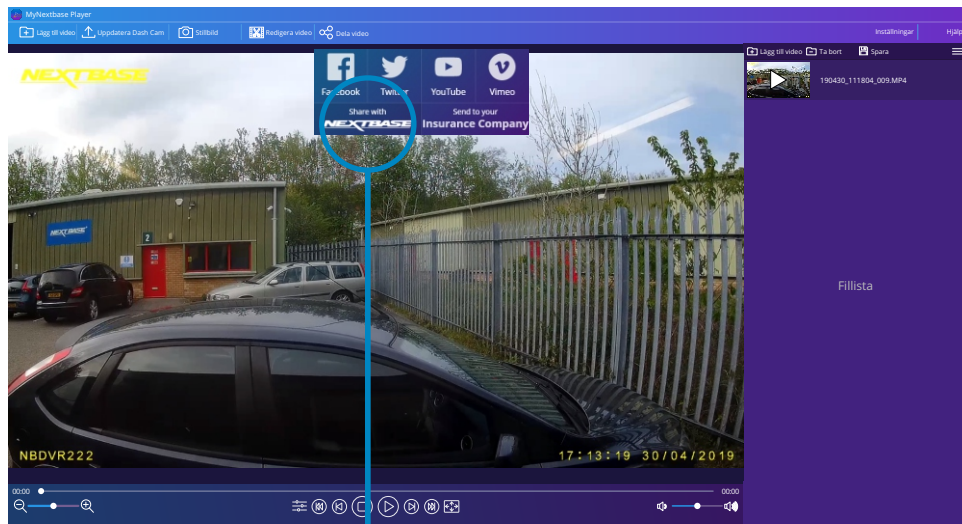 MyNextbase Player
Lägg till video Uppdatera Dash Cam Stillbild Redigera video Dela video Inställningar Hjälp
Lägg till video Ta bort Spara
NEXTBASE
Facebook Twitter YouTube Vimeo
Share with Send to your
NEXTBASE Insurance Company
190430_111804_009.MP4
NEXTBASE
2
Fillista
NBDVR222 17:13:19 30/04/2019
00:00 00:00